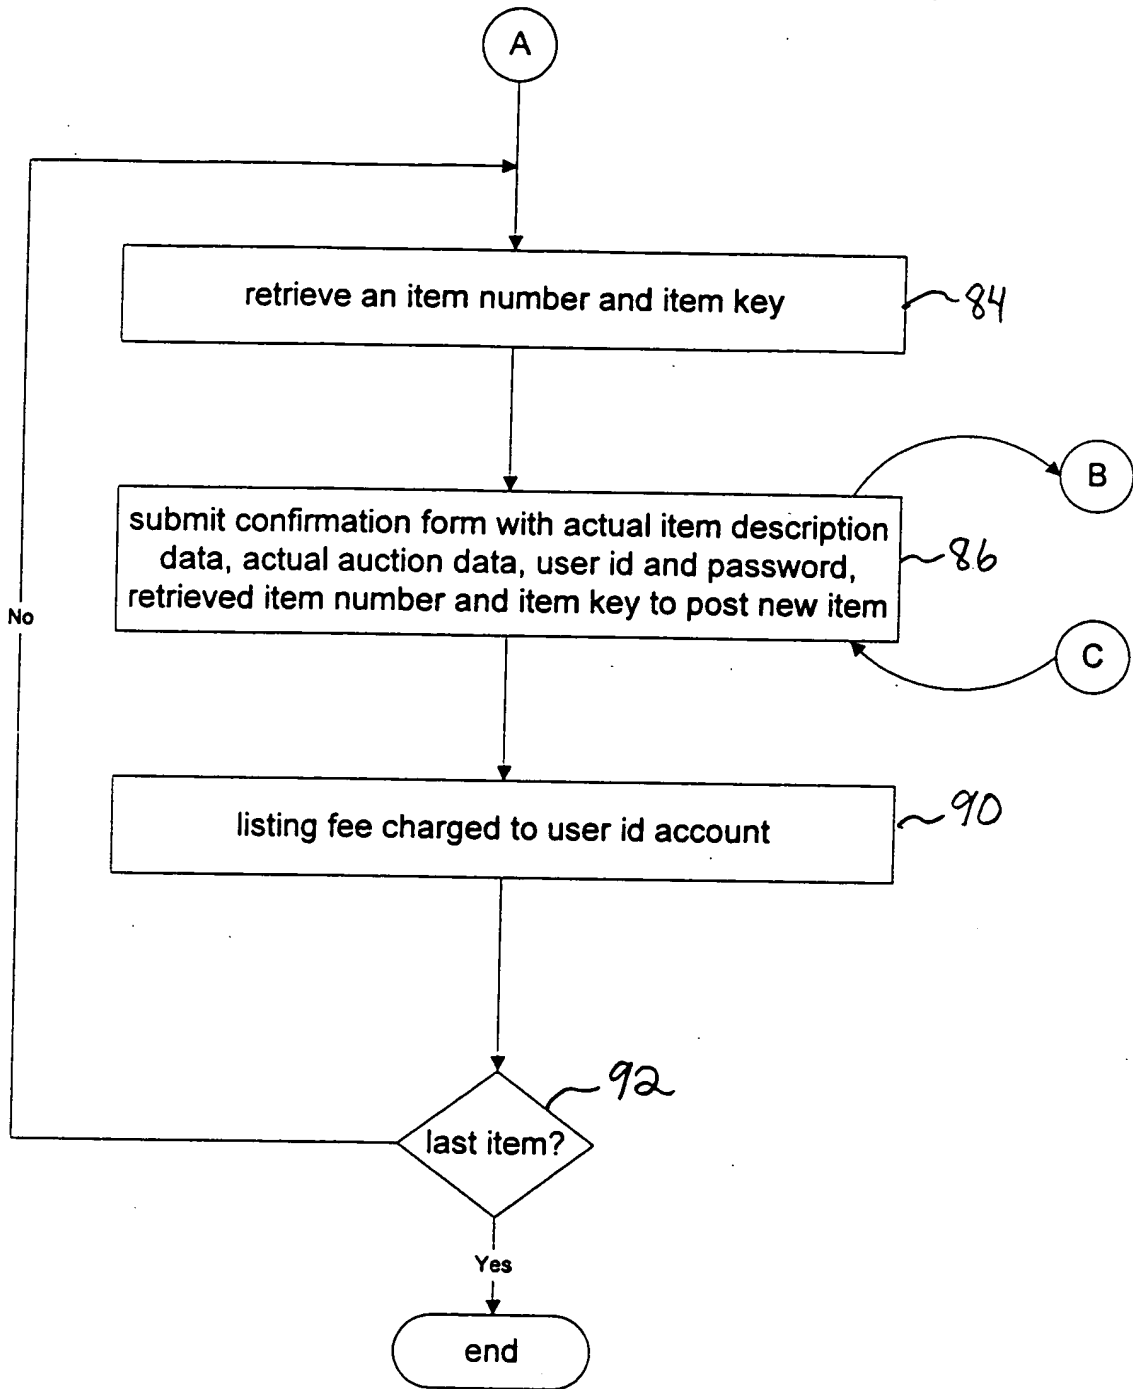 A
retrieve an item number and item key
84
B
submit confirmation form with actual item description
data, actual auction data, user id and password,
retrieved item number and item key to post new item
86
No
C
listing fee charged to user id account
90
92
last item?
Yes
end